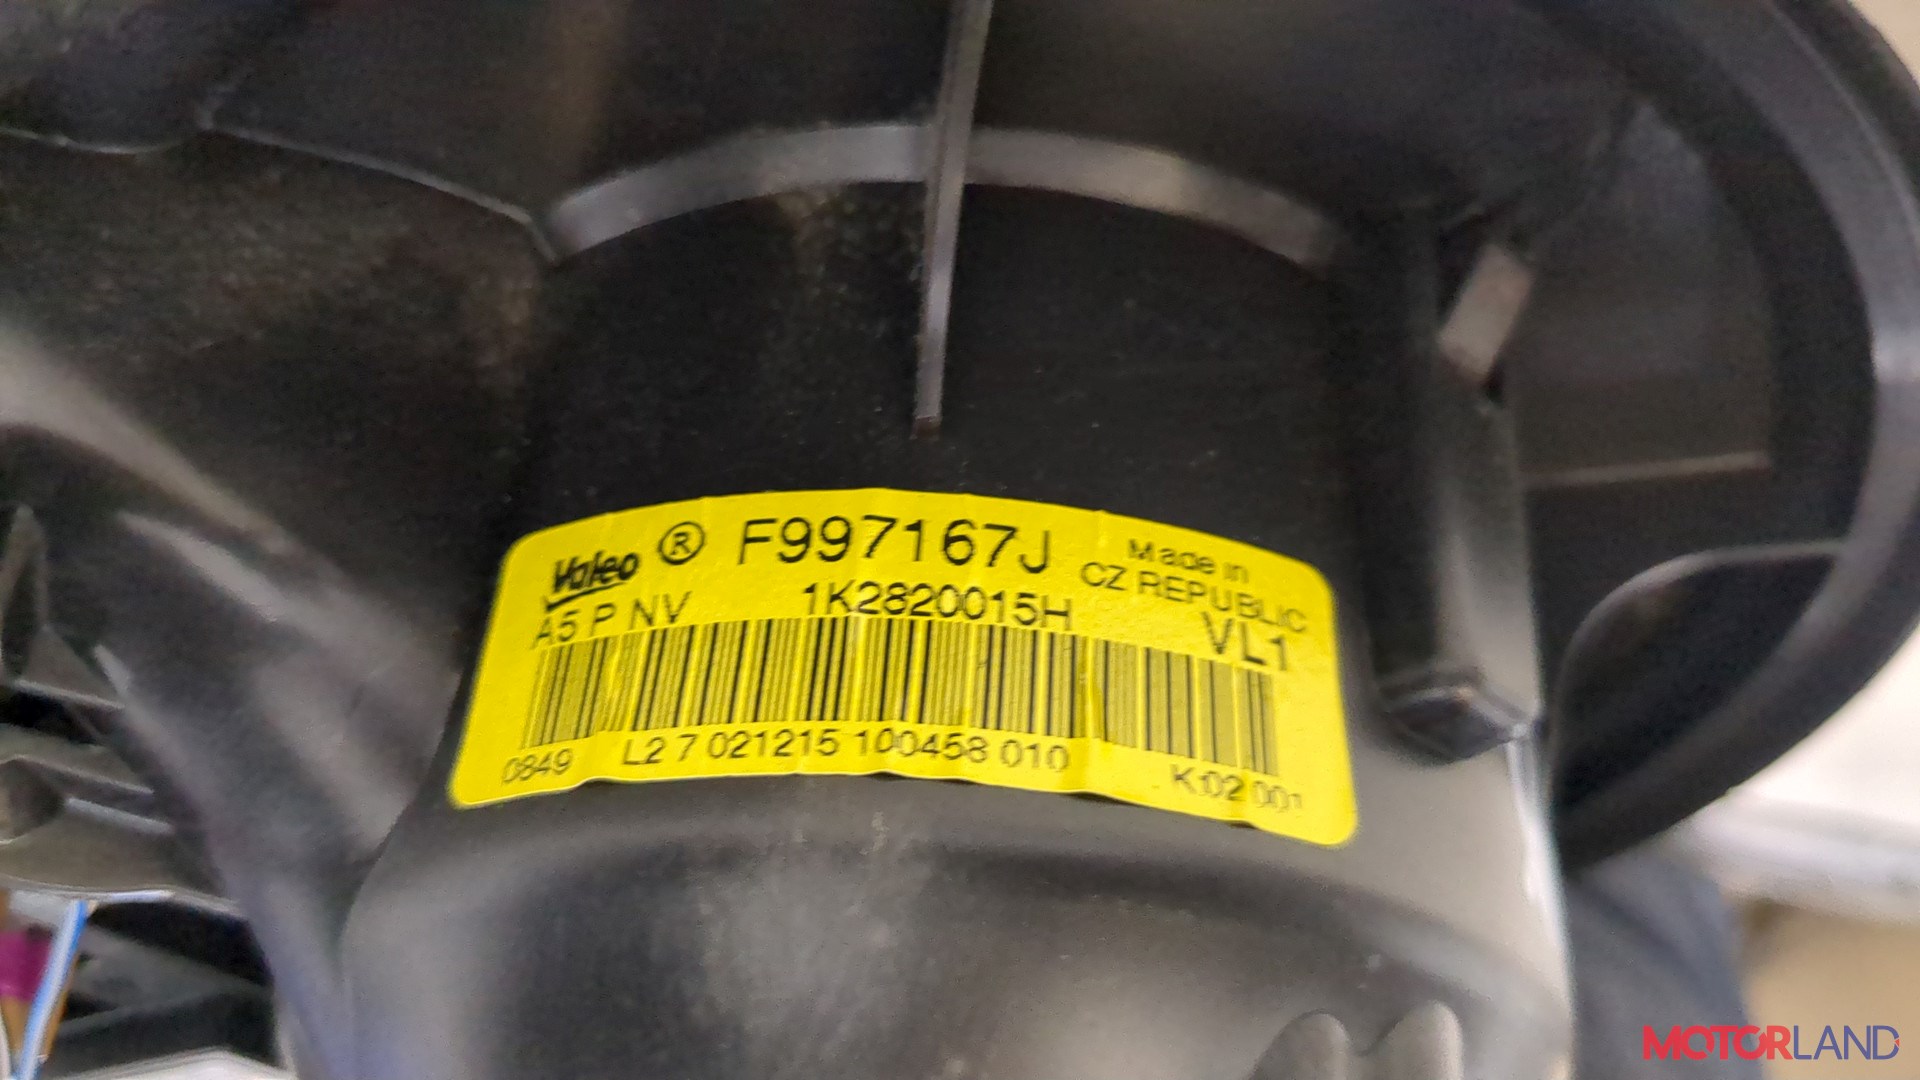 Valeo ® F997167J Made in
CZ REPUBLIC
A5 P NV 1K2820015H VL1
0849 L2 7 021215 100458 010 K02 001
MOTORLAND